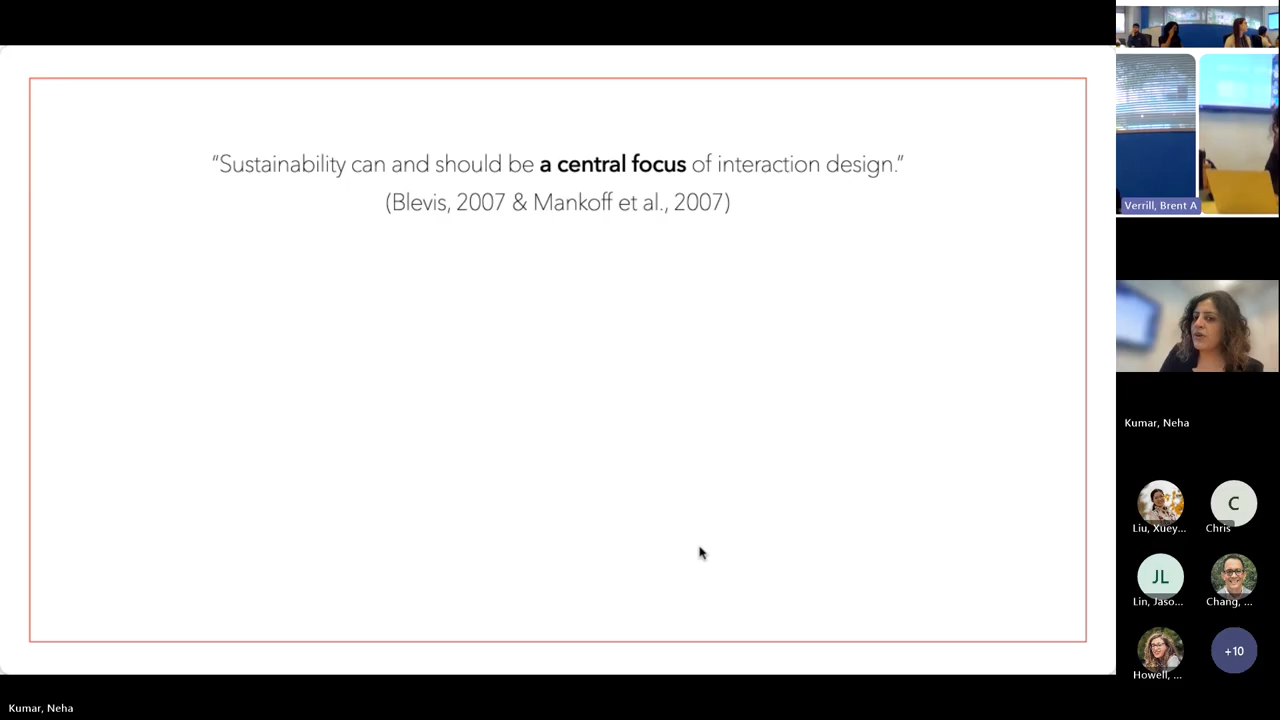 “Sustainability can and should be a central focus of interaction design.”
(Blevis, 2007 & Mankoff et al., 2007)
Verrill, Brent A
Kumar, Neha
Liu, Xuey...
C
Chris
JL
Lin, Jaso...
Chang, ...
Howell, ...
+10
Kumar, Neha